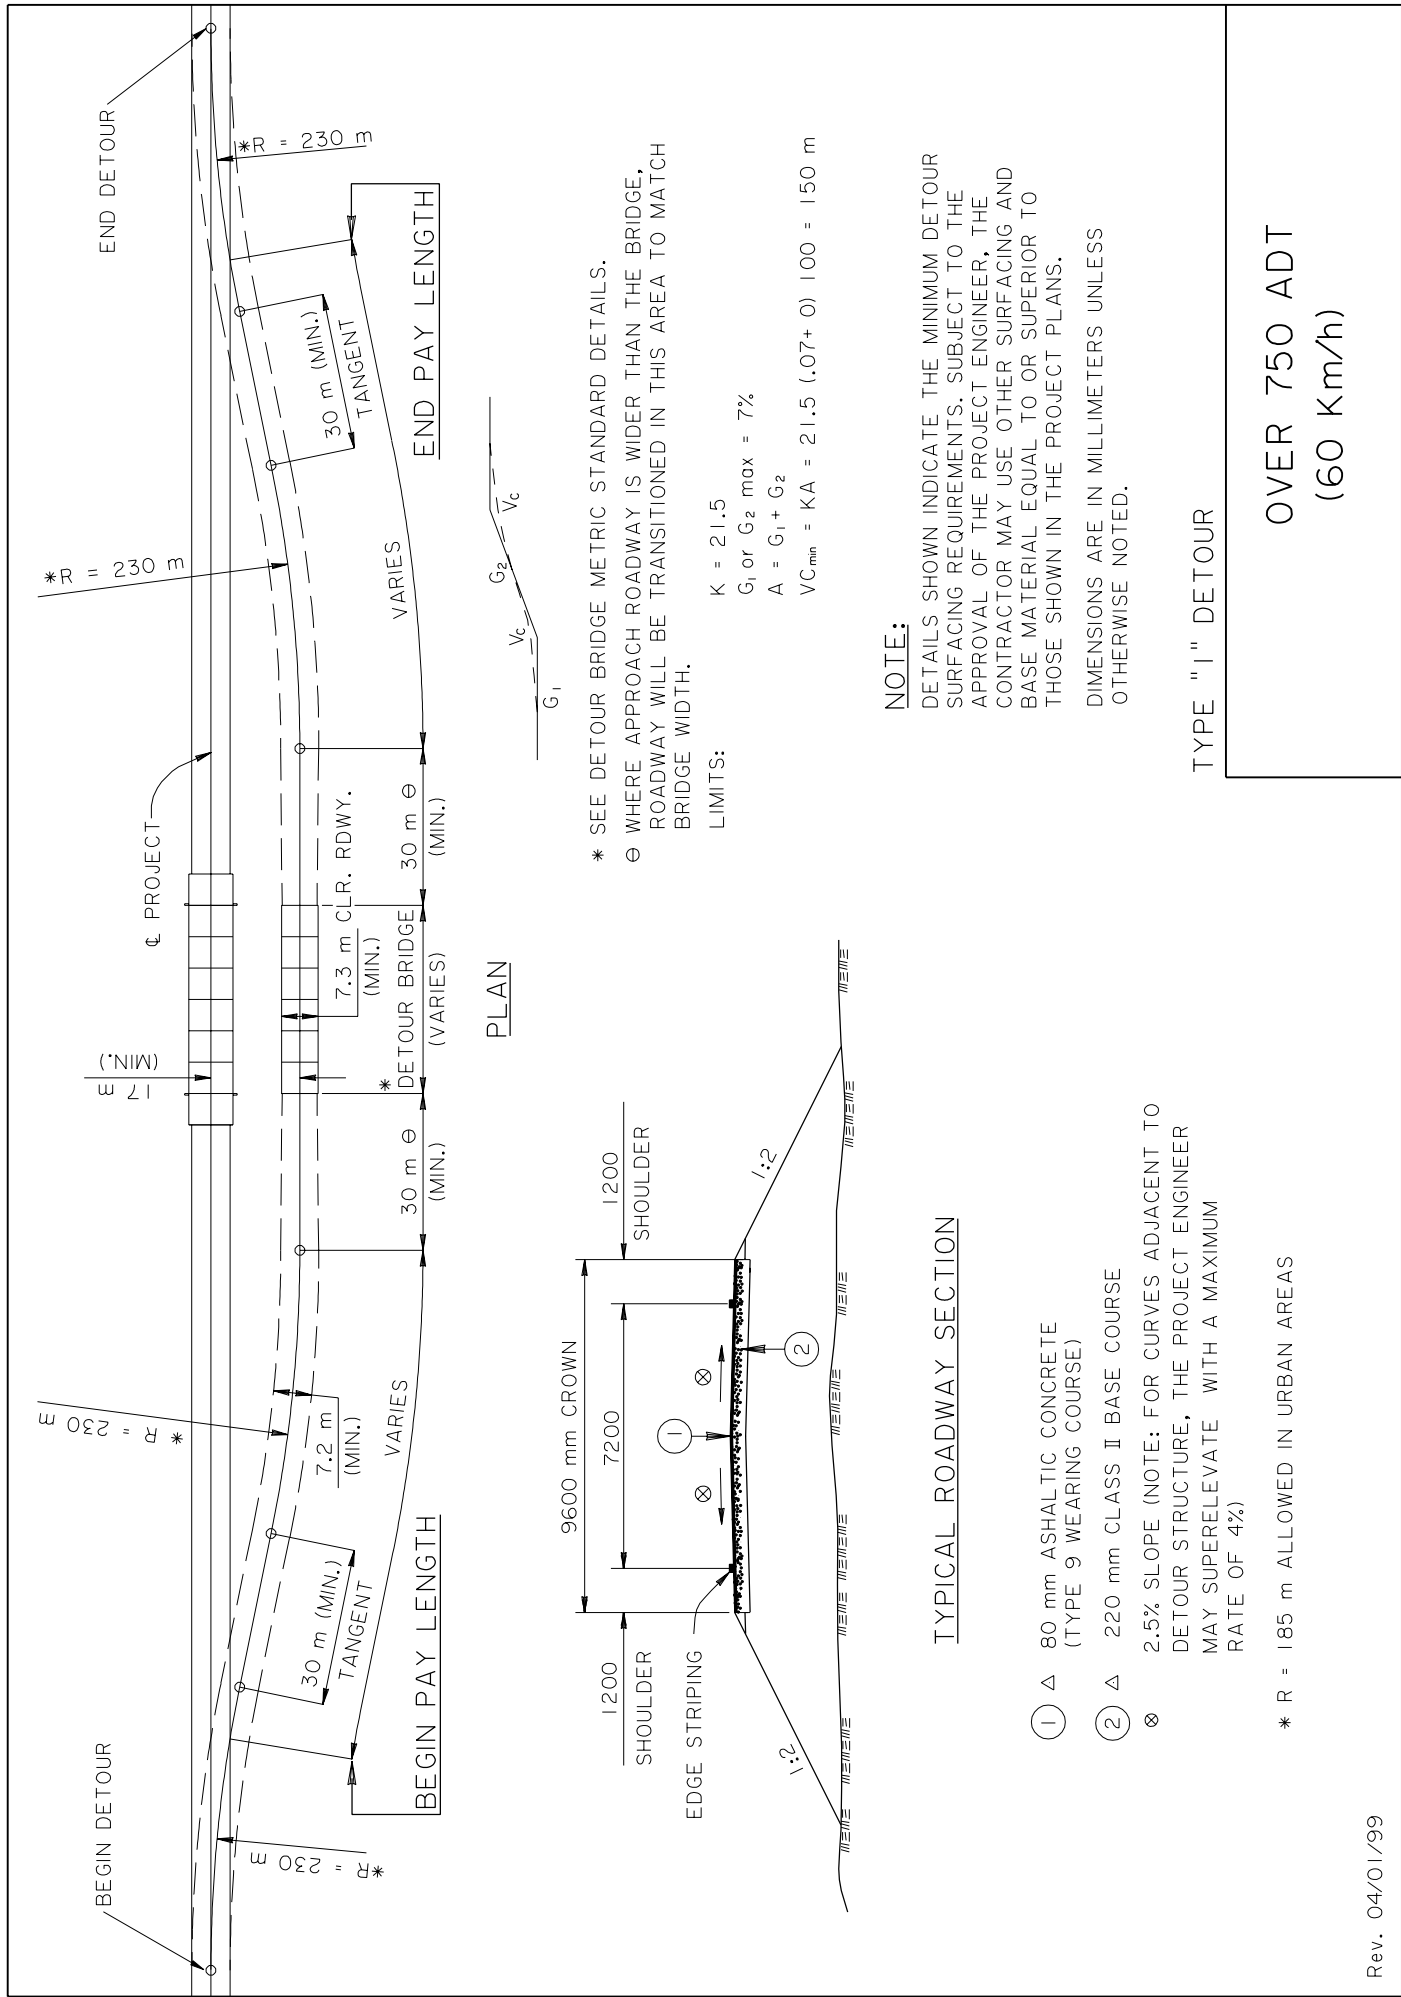 BEGIN DETOUR
END DETOUR
*R = 230 m
* R = 230 m
*R = 230 m
*R = 230 m
℄ PROJECT
17 m
(MIN.)
7.2 m
(MIN.)
7.3 m CLR. RDWY.
(MIN.)
30 m (MIN.)
TANGENT
30 m (MIN.)
TANGENT
VARIES
VARIES
30 m ⊖
(MIN.)
* DETOUR BRIDGE
(VARIES)
30 m ⊖
(MIN.)
BEGIN PAY LENGTH
END PAY LENGTH
PLAN
G₁
Vc
G₂
Vc
* SEE DETOUR BRIDGE METRIC STANDARD DETAILS.
⊖ WHERE APPROACH ROADWAY IS WIDER THAN THE BRIDGE,
ROADWAY WILL BE TRANSITIONED IN THIS AREA TO MATCH
BRIDGE WIDTH.
LIMITS:
K = 21.5
G₁ or G₂ max = 7%
A = G₁ + G₂
VCmin = KA = 21.5 (.07+ 0) 100 = 150 m
9600 mm CROWN
1200
SHOULDER
7200
1200
SHOULDER
EDGE STRIPING
1
2
⊗
⊗
1:2
1:2
TYPICAL ROADWAY SECTION
1 △ 80 mm ASHALTIC CONCRETE
(TYPE 9 WEARING COURSE)
2 △ 220 mm CLASS II BASE COURSE
⊗ 2.5% SLOPE (NOTE: FOR CURVES ADJACENT TO
DETOUR STRUCTURE, THE PROJECT ENGINEER
MAY SUPERELEVATE WITH A MAXIMUM
RATE OF 4%)
* R = 185 m ALLOWED IN URBAN AREAS
NOTE:
DETAILS SHOWN INDICATE THE MINIMUM DETOUR
SURFACING REQUIREMENTS. SUBJECT TO THE
APPROVAL OF THE PROJECT ENGINEER, THE
CONTRACTOR MAY USE OTHER SURFACING AND
BASE MATERIAL EQUAL TO OR SUPERIOR TO
THOSE SHOWN IN THE PROJECT PLANS.
DIMENSIONS ARE IN MILLIMETERS UNLESS
OTHERWISE NOTED.
TYPE "1" DETOUR
OVER 750 ADT
(60 Km/h)
Rev. 04/01/99